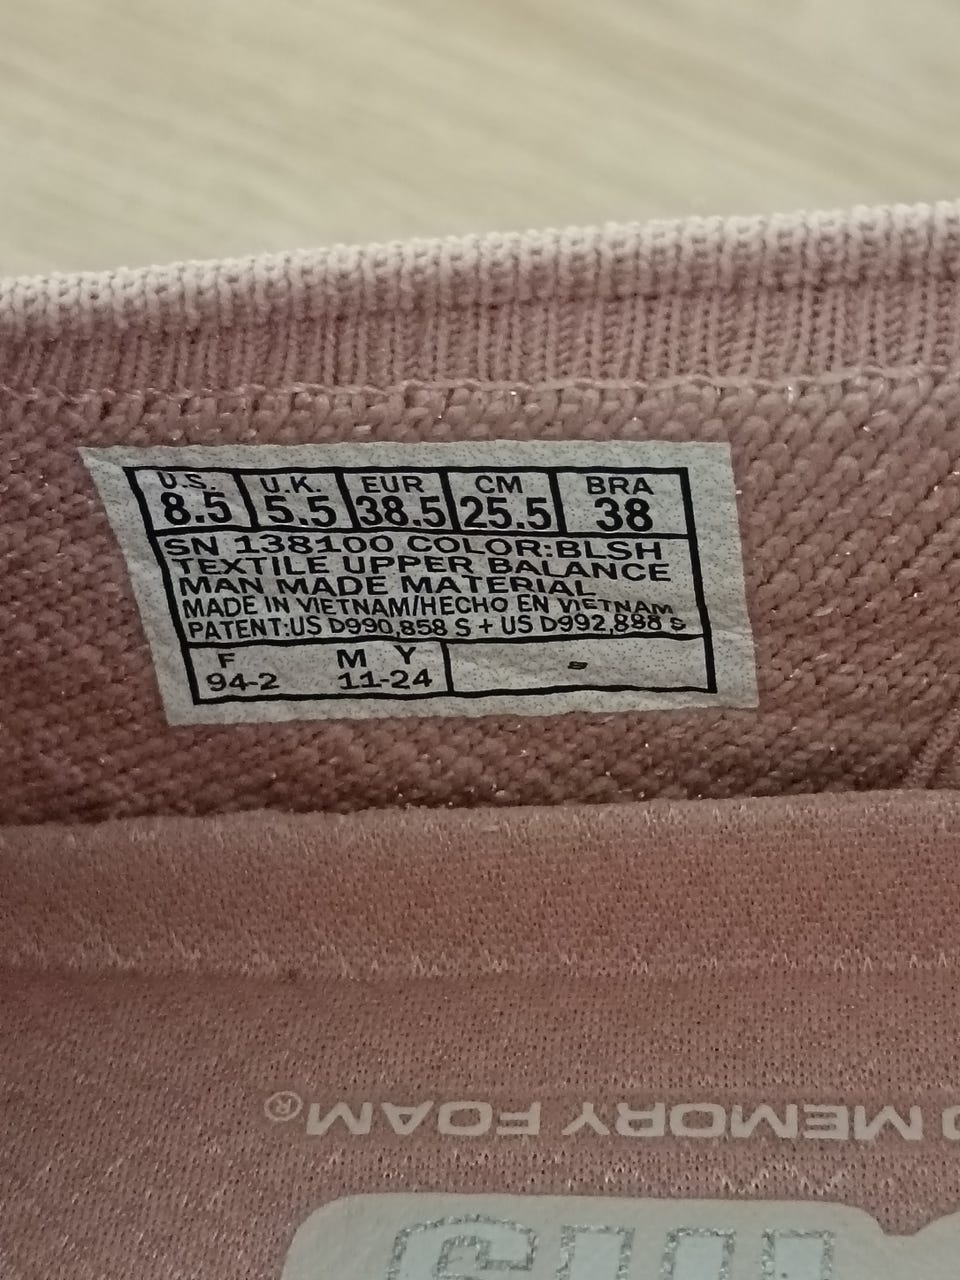 U.S. U.K. EUR CM BRA
8.5 5.5 38.5 25.5 38
SN 138100 COLOR:BLSH
TEXTILE UPPER BALANCE
MAN MADE MATERIAL
MADE IN VIETNAM/HECHO EN VIETNAM
PATENT:US D990,858 S + US D992,888 S
F M Y
94-2 11-24
MEMORY FOAM®